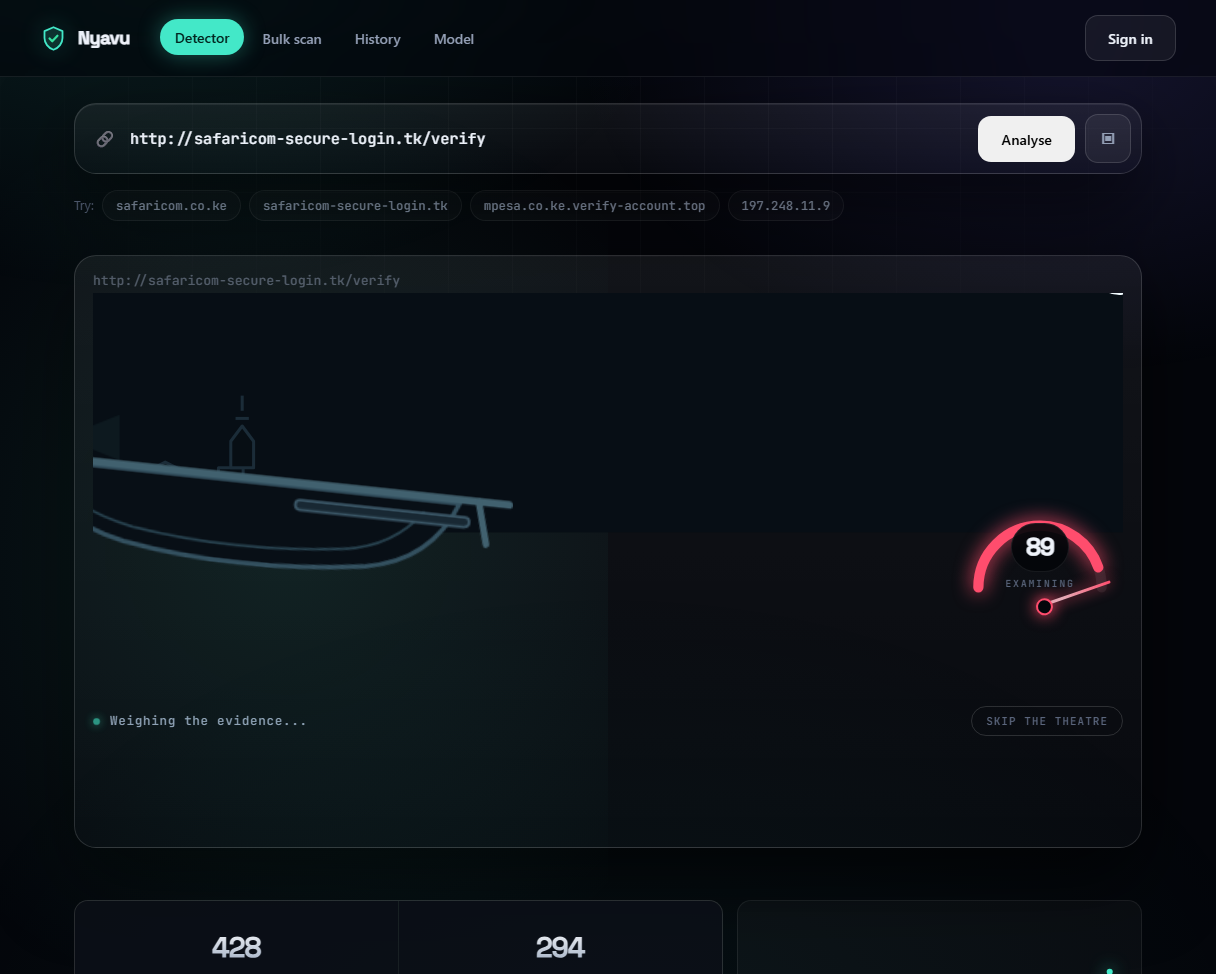 Nyavu
Detector
Bulk scan
History
Model
Sign in
http://safaricom-secure-login.tk/verify
Analyse
Try:
safaricom.co.ke
safaricom-secure-login.tk
mpesa.co.ke.verify-account.top
197.248.11.9
http://safaricom-secure-login.tk/verify
89
EXAMINING
Weighing the evidence...
SKIP THE THEATRE
428
294